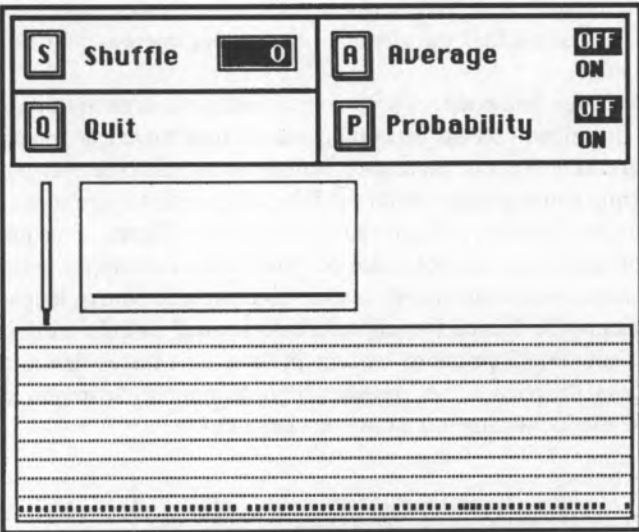 S Shuffle 0
Q Quit
A Average OFF ON
P Probability OFF ON